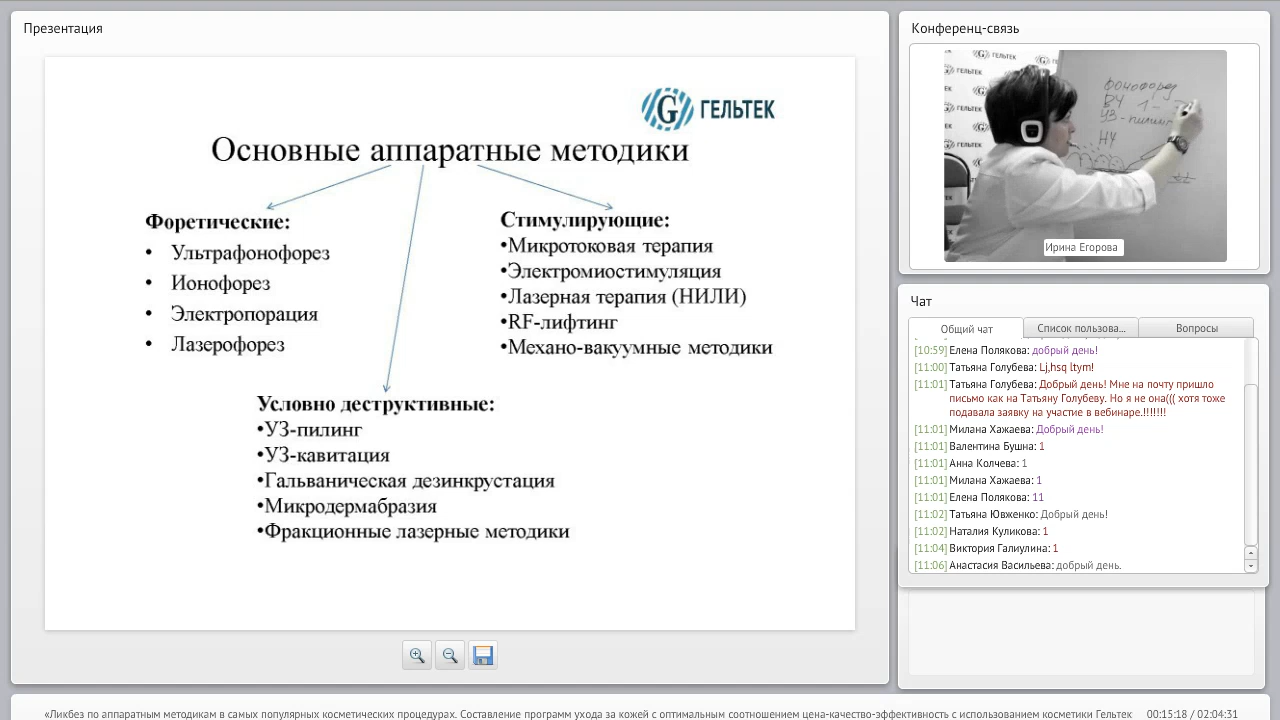 Презентация
ГЕЛЬТЕК
Основные аппаратные методики
Форетические:
• Ультрафонофорез
• Ионофорез
• Электропорация
• Лазерофорез
Стимулирующие:
•Микротоковая терапия
•Электромиостимуляция
•Лазерная терапия (НИЛИ)
•RF-лифтинг
•Механо-вакуумные методики
Условно деструктивные:
•УЗ-пилинг
•УЗ-кавитация
•Гальваническая дезинкрустация
•Микродермабразия
•Фракционные лазерные методики
Конференц-связь
ГЕЛЬТЕК
фонофорез
ВЧ 1-
УЗ-пилинг
НЧ
Ирина Егорова
Чат
Общий чат
Список пользова...
Вопросы
[10:59] Елена Полякова: добрый день!
[11:00] Татьяна Голубева: Lj,hsq ltym!
[11:01] Татьяна Голубева: Добрый день! Мне на почту пришло
письмо как на Татьяну Голубеву. Но я не она((( хотя тоже
подавала заявку на участие в вебинаре.!!!!!!!
[11:01] Милана Хажаева: Добрый день!
[11:01] Валентина Бушна: 1
[11:01] Анна Колчева: 1
[11:01] Милана Хажаева: 1
[11:01] Елена Полякова: 11
[11:02] Татьяна Ювженко: Добрый день!
[11:02] Наталия Куликова: 1
[11:04] Виктория Галиулина: 1
[11:06] Анастасия Васильева: добрый день.
«Ликбез по аппаратным методикам в самых популярных косметических процедурах. Составление программ ухода за кожей с оптимальным соотношением цена-качество-эффективность с использованием косметики Гельтек 00:15:18 / 02:04:31